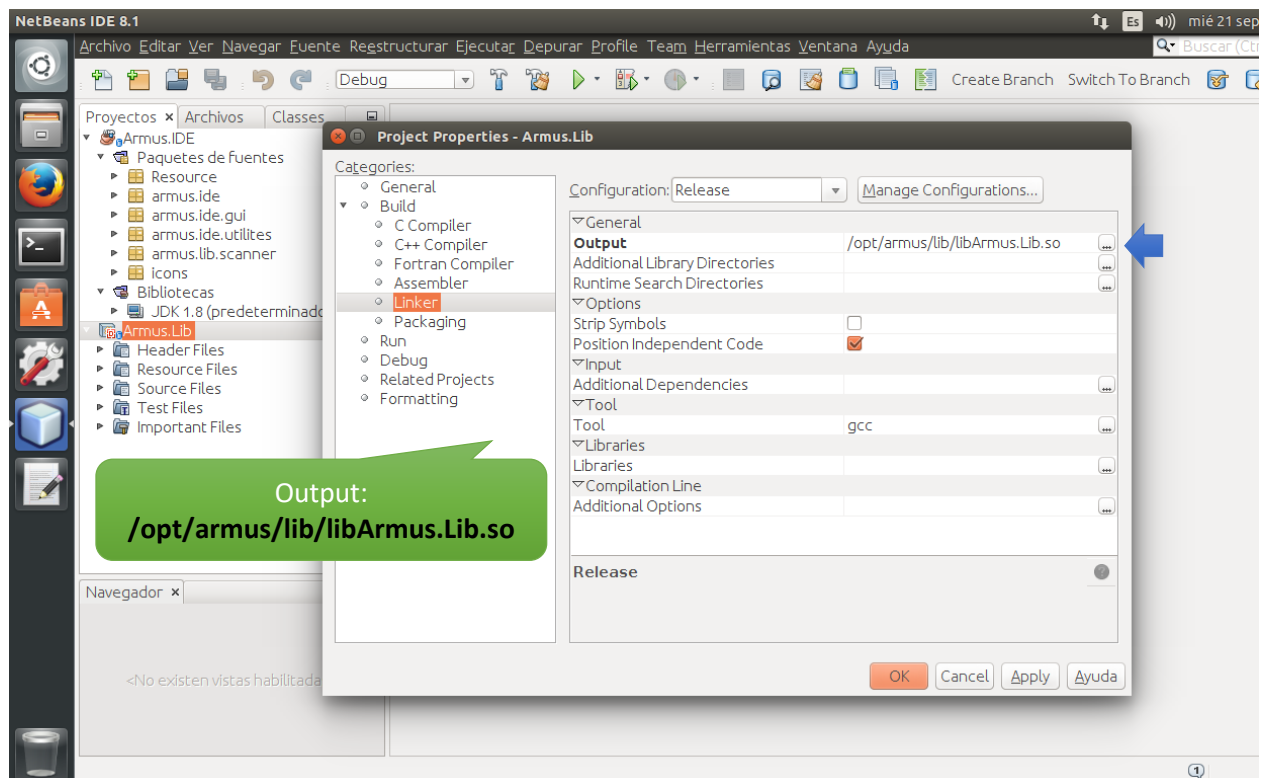 NetBeans IDE 8.1
Es
mié 21 sep
Archivo Editar Ver Navegar Fuente Reestructurar Ejecutar Depurar Profile Team Herramientas Ventana Ayuda
Buscar (Ct
Debug
Create Branch
Switch To Branch
Proyectos
Archivos
Classes
Armus.IDE
Paquetes de fuentes
Resource
armus.ide
armus.ide.gui
armus.ide.utilites
armus.lib.scanner
icons
Bibliotecas
JDK 1.8 (predeterminado
Armus.Lib
Header Files
Resource Files
Source Files
Test Files
Important Files
Navegador
<No existen vistas habilitada
Project Properties - Armus.Lib
Categories:
General
Build
C Compiler
C++ Compiler
Fortran Compiler
Assembler
Linker
Packaging
Run
Debug
Related Projects
Formatting
Configuration: Release
Manage Configurations...
General
Output /opt/armus/lib/libArmus.Lib.so ...
Additional Library Directories ...
Runtime Search Directories ...
Options
Strip Symbols
Position Independent Code
Input
Additional Dependencies ...
Tool
Tool gcc ...
Libraries
Libraries ...
Compilation Line
Additional Options ...
Release
OK
Cancel
Apply
Ayuda
Output:
/opt/armus/lib/libArmus.Lib.so
1